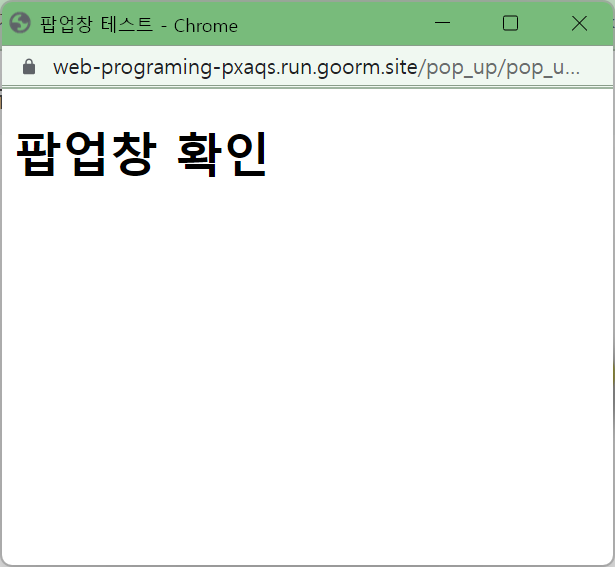 팝업창 테스트 - Chrome
web-programing-pxaqs.run.goorm.site/pop_up/pop_u...
팝업창 확인